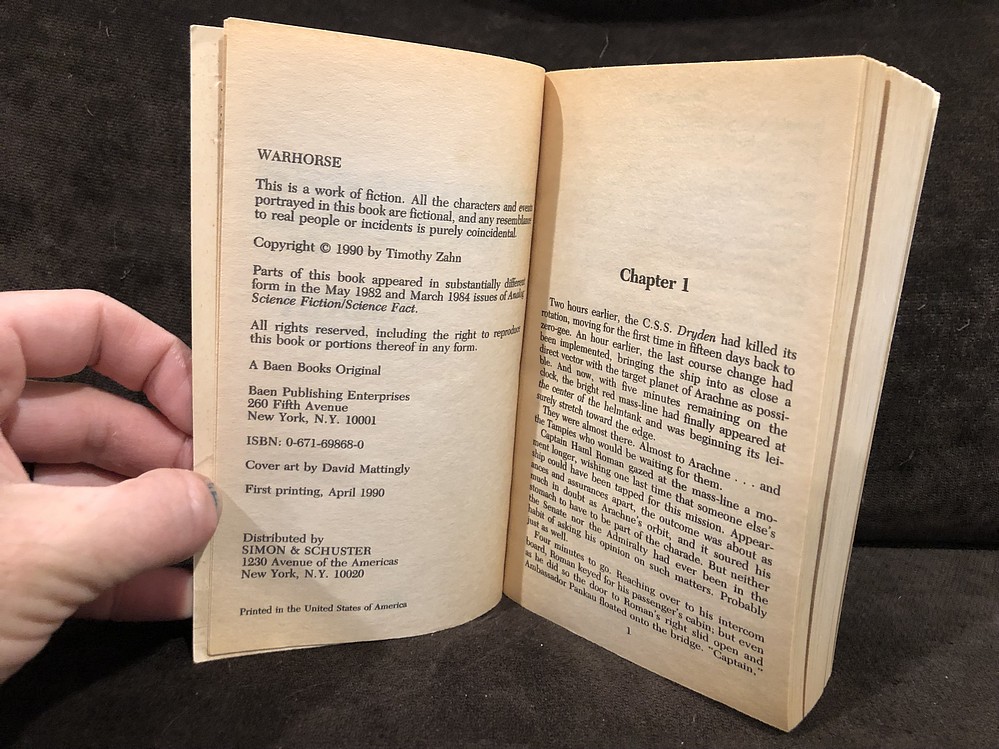 WARHORSE
This is a work of fiction. All the characters and events
portrayed in this book are fictional, and any resemblance
to real people or incidents is purely coincidental.
Copyright © 1990 by Timothy Zahn
Parts of this book appeared in substantially different
form in the May 1982 and March 1984 issues of Analog
Science Fiction/Science Fact.
All rights reserved, including the right to reproduce
this book or portions thereof in any form.
A Baen Books Original
Baen Publishing Enterprises
260 Fifth Avenue
New York, N.Y. 10001
ISBN: 0-671-69868-0
Cover art by David Mattingly
First printing, April 1990
Distributed by
SIMON & SCHUSTER
1230 Avenue of the Americas
New York, N.Y. 10020
Printed in the United States of America
Chapter 1
Two hours earlier, the C.S.S. Dryden had killed its
rotation, moving for the first time in fifteen days back to
zero-gee. An hour earlier, the last course change had
been implemented, bringing the ship into as close a
direct vector with the target planet of Arachne as possi-
ble. And now, with five minutes remaining on the
clock, the bright red mass-line had finally appeared at
the center of the helmtank and was beginning its lei-
surely stretch toward the edge.
They were almost there. Almost to Arachne . . . and
the Tampies who would be waiting for them.
Captain Haml Roman gazed at the mass-line a mo-
ment longer, wishing one last time that someone else's
ship could have been tapped for this mission. Appear-
ances and assurances apart, the outcome was about as
much in doubt as Arachne's orbit, and it soured his
stomach to have to be part of the charade. But neither
the Senate nor the Admiralty had ever been in the
habit of asking his opinion on such matters. Probably
just as well.
Four minutes to go. Reaching over to his intercom
board, Roman keyed for his passenger's cabin; but even
as he did so the door to Roman's right slid open and
Ambassador Pankau floated onto the bridge. "Captain,"
1